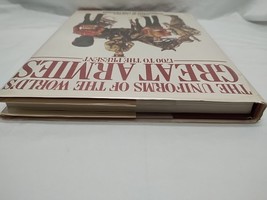 THE UNIFORMS OF THE WORLD'S
GREAT ARMIES
1700 TO THE PRESENT